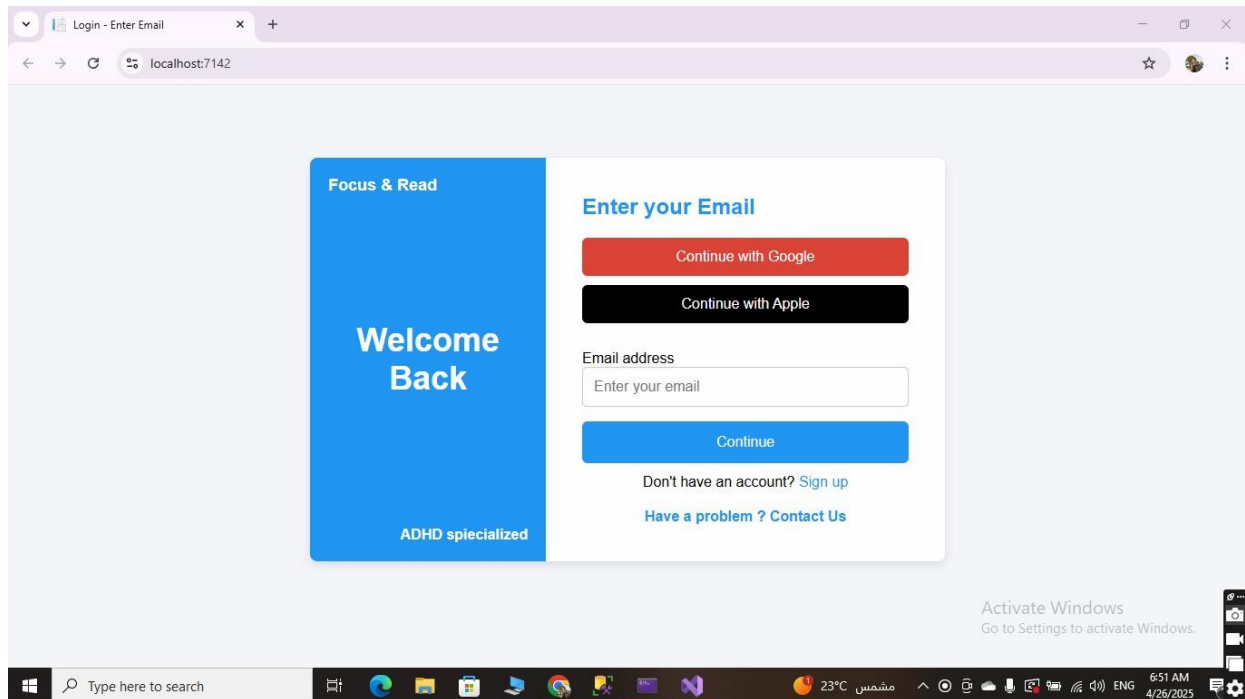 Login - Enter Email
localhost:7142
Focus & Read
Welcome
Back
ADHD spiecialized
Enter your Email
Continue with Google
Continue with Apple
Email address
Enter your email
Continue
Don't have an account? Sign up
Have a problem ? Contact Us
Activate Windows
Go to Settings to activate Windows.
Type here to search
23°C مشمس
ENG
6:51 AM
4/26/2025